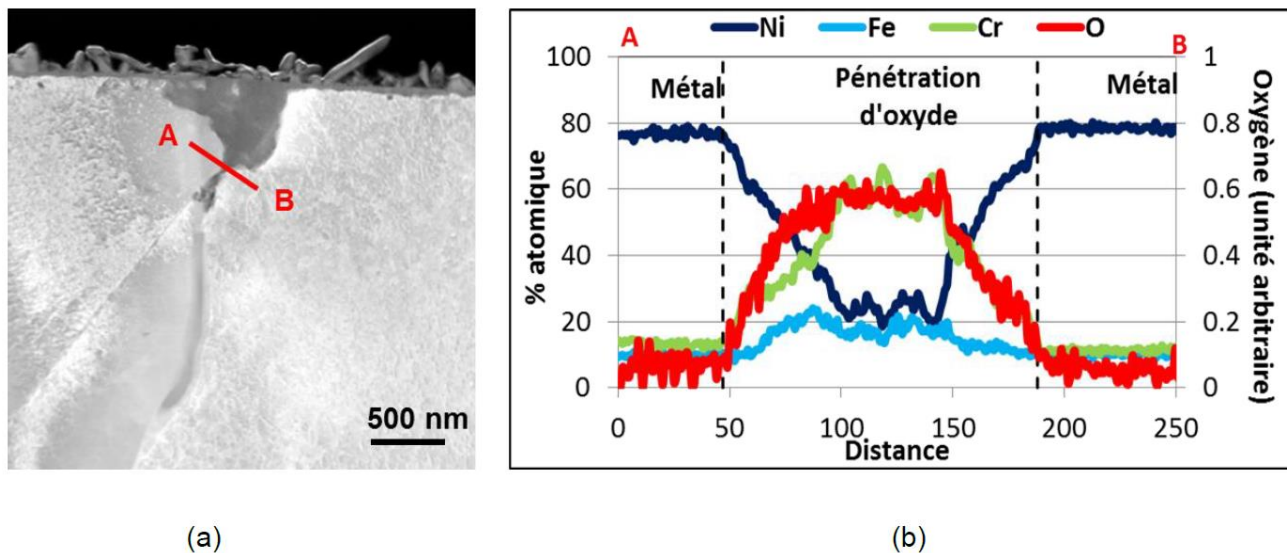 A
B
500 nm
(a)
Ni Fe Cr O
A B
100 1
Métal Pénétration d'oxyde Métal
80 0.8
60 0.6
40 0.4
20 0.2
0 0
0 50 100 150 200 250
Distance
% atomique
Oxygène (unité arbitraire)
(b)